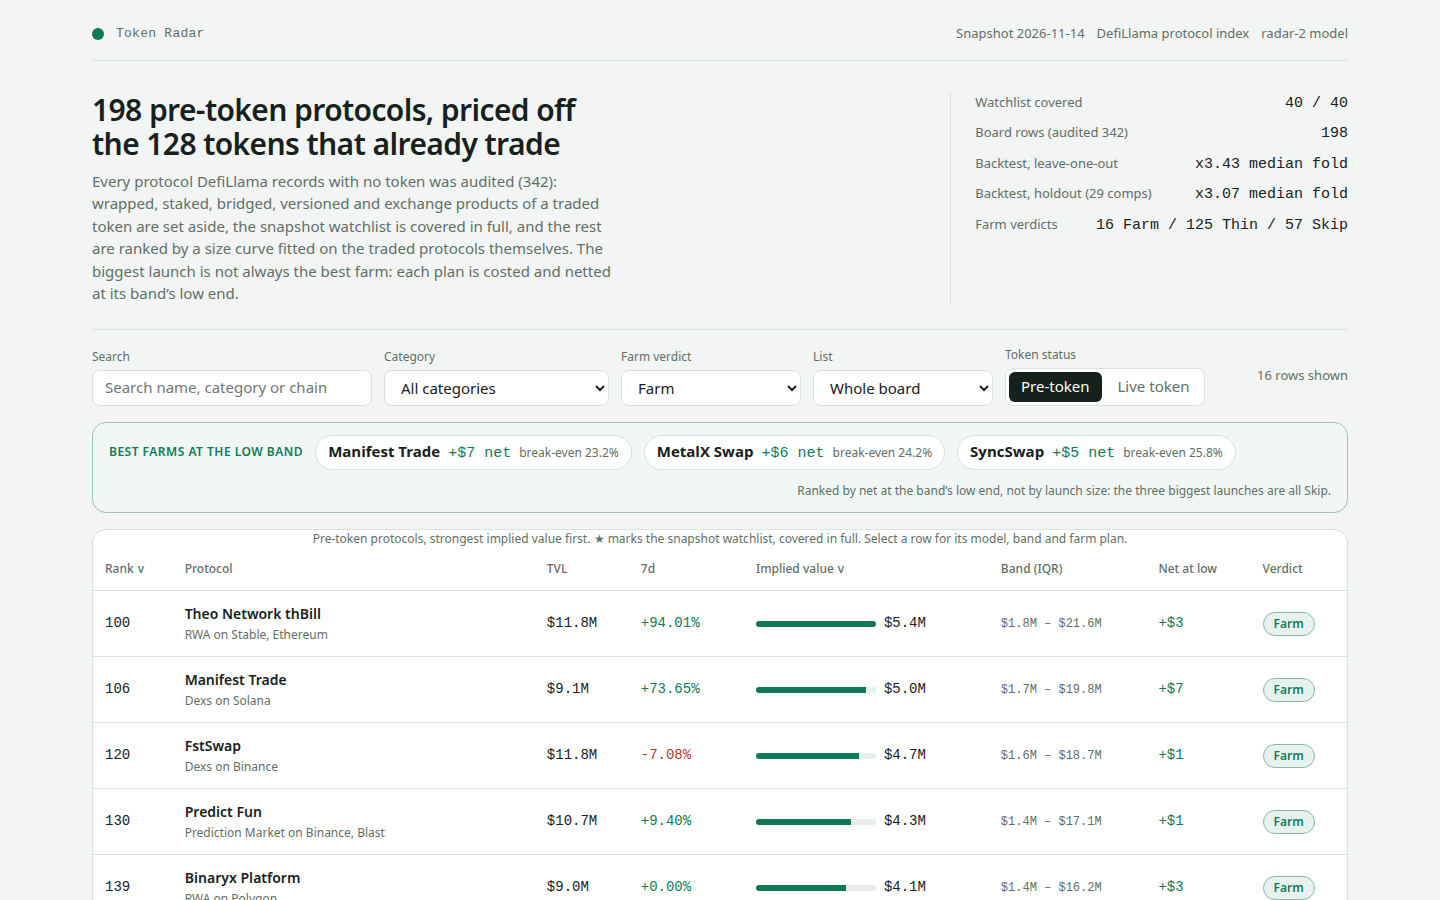 Token Radar
Snapshot 2026-11-14 DefiLlama protocol index radar-2 model
198 pre-token protocols, priced off
the 128 tokens that already trade
Every protocol DefiLlama records with no token was audited (342):
wrapped, staked, bridged, versioned and exchange products of a traded
token are set aside, the snapshot watchlist is covered in full, and the rest
are ranked by a size curve fitted on the traded protocols themselves. The
biggest launch is not always the best farm: each plan is costed and netted
at its band’s low end.
Watchlist covered 40 / 40
Board rows (audited 342) 198
Backtest, leave-one-out x3.43 median fold
Backtest, holdout (29 comps) x3.07 median fold
Farm verdicts 16 Farm / 125 Thin / 57 Skip
Search Category Farm verdict List Token status
Search name, category or chain All categories Farm Whole board Pre-token Live token 16 rows shown
BEST FARMS AT THE LOW BAND Manifest Trade +$7 net break-even 23.2% MetalX Swap +$6 net break-even 24.2% SyncSwap +$5 net break-even 25.8%
Ranked by net at the band’s low end, not by launch size: the three biggest launches are all Skip.
Pre-token protocols, strongest implied value first. ★ marks the snapshot watchlist, covered in full. Select a row for its model, band and farm plan.
Rank v Protocol TVL 7d Implied value v Band (IQR) Net at low Verdict
100 Theo Network thBill $11.8M +94.01% $5.4M $1.8M – $21.6M +$3 Farm
RWA on Stable, Ethereum
106 Manifest Trade $9.1M +73.65% $5.0M $1.7M – $19.8M +$7 Farm
Dexs on Solana
120 FstSwap $11.8M -7.08% $4.7M $1.6M – $18.7M +$1 Farm
Dexs on Binance
130 Predict Fun $10.7M +9.40% $4.3M $1.4M – $17.1M +$1 Farm
Prediction Market on Binance, Blast
139 Binaryx Platform $9.0M +0.00% $4.1M $1.4M – $16.2M +$3 Farm
RWA on Polygon